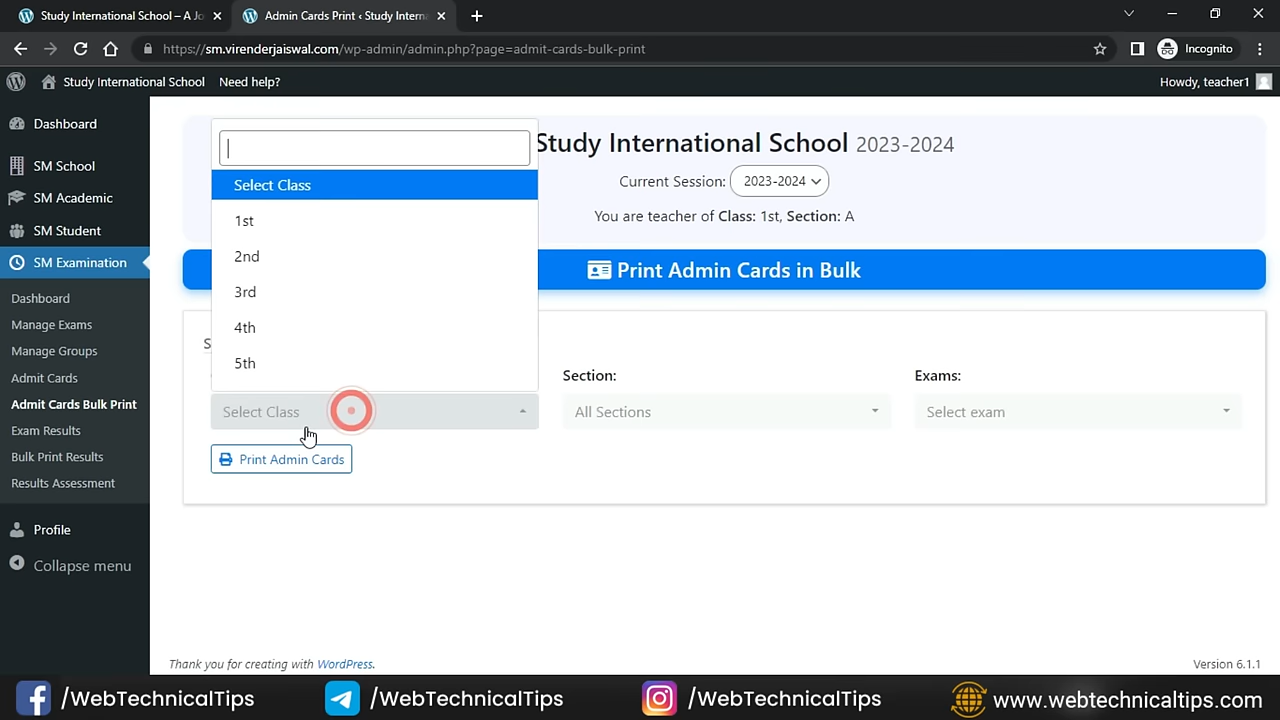 Study International School – A Jo
Admin Cards Print ‹ Study Intern
https://sm.virenderjaiswal.com/wp-admin/admin.php?page=admit-cards-bulk-print
Incognito
Study International School
Need help?
Howdy, teacher1
Dashboard
SM School
SM Academic
SM Student
SM Examination
Dashboard
Manage Exams
Manage Groups
Admit Cards
Admit Cards Bulk Print
Exam Results
Bulk Print Results
Results Assessment
Profile
Collapse menu
Study International School 2023-2024
Current Session: 2023-2024
You are teacher of Class: 1st, Section: A
Print Admin Cards in Bulk
Select Class
1st
2nd
3rd
4th
5th
S
Section:
Exams:
Select Class
All Sections
Select exam
Print Admin Cards
Thank you for creating with WordPress.
Version 6.1.1
/WebTechnicalTips
/WebTechnicalTips
/WebTechnicalTips
www.webtechnicaltips.com